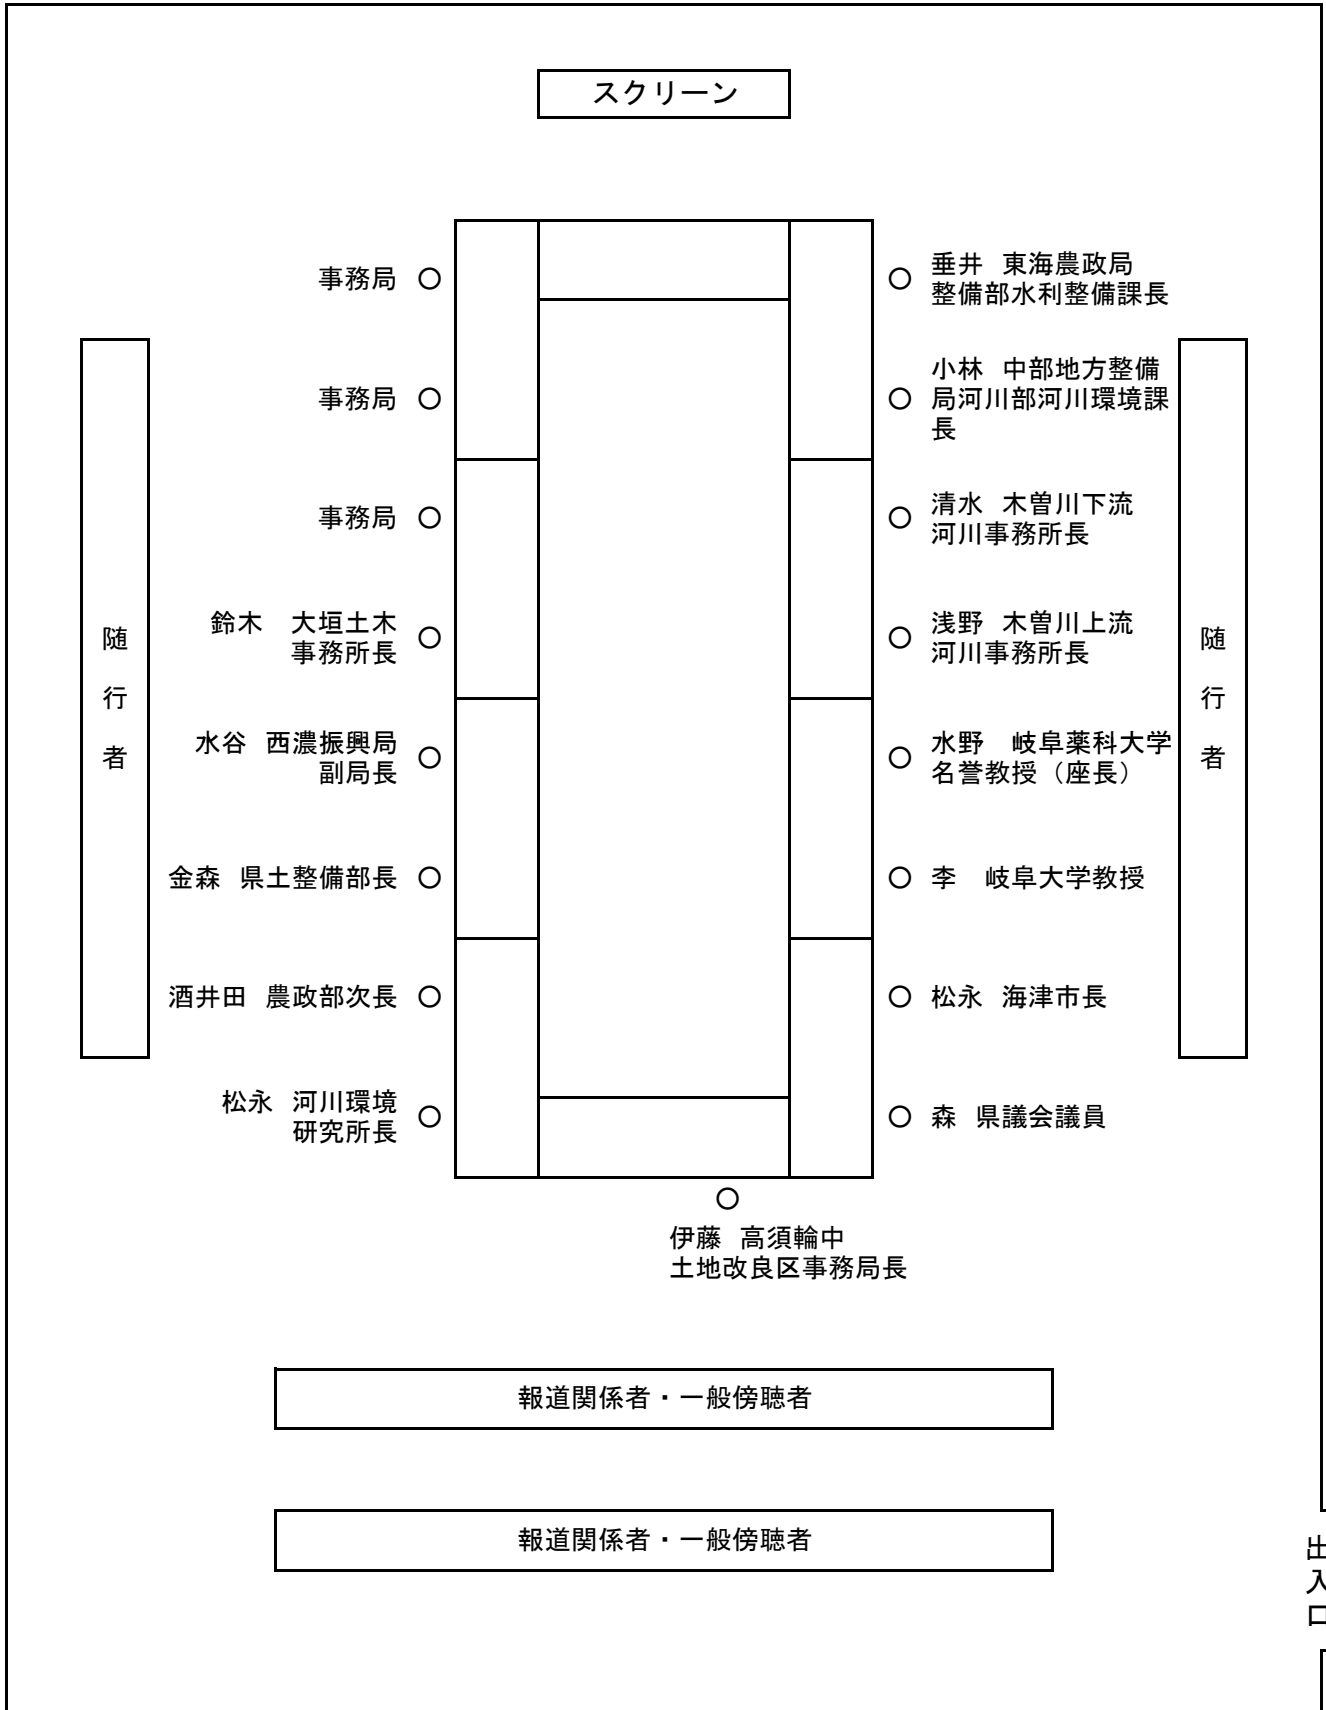 スクリーン
事務局
事務局
事務局
鈴木　大垣土木
事務所長
水谷　西濃振興局
副局長
金森　県土整備部長
酒井田　農政部次長
松永　河川環境
研究所長
垂井　東海農政局
整備部水利整備課長
小林　中部地方整備
局河川部河川環境課
長
清水　木曽川下流
河川事務所長
浅野　木曽川上流
河川事務所長
水野　岐阜薬科大学
名誉教授（座長）
李　岐阜大学教授
松永　海津市長
森　県議会議員
随行者
随行者
伊藤　高須輪中
土地改良区事務局長
報道関係者・一般傍聴者
報道関係者・一般傍聴者
出入口